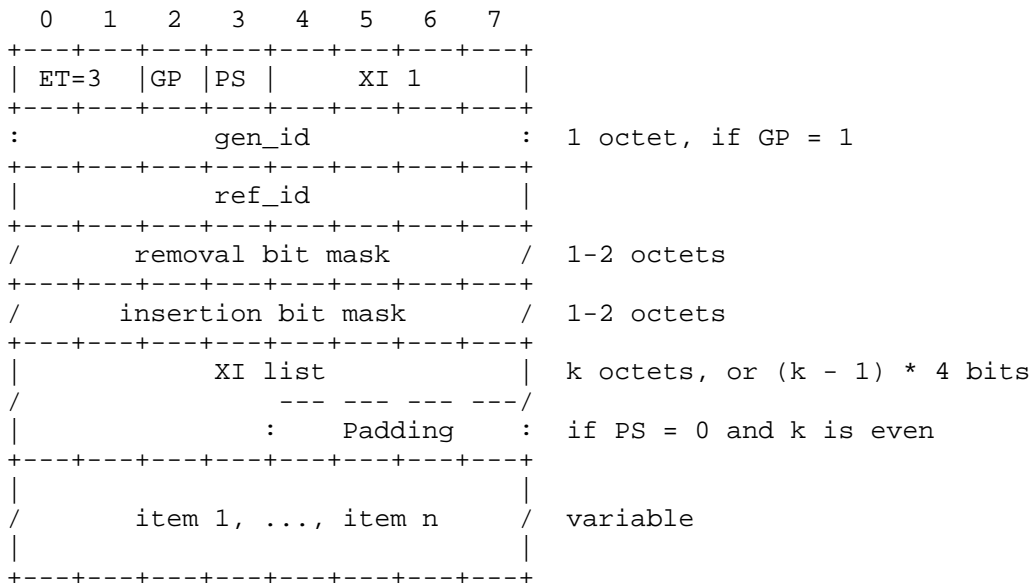 0   1   2   3   4   5   6   7
+---+---+---+---+---+---+---+---+
| ET=3  |GP |PS |     XI 1      |
+---+---+---+---+---+---+---+---+
:            gen_id             :  1 octet, if GP = 1
+---+---+---+---+---+---+---+---+
|            ref_id             |
+---+---+---+---+---+---+---+---+
/       removal bit mask        /  1-2 octets
+---+---+---+---+---+---+---+---+
/      insertion bit mask       /  1-2 octets
+---+---+---+---+---+---+---+---+
|            XI list            |  k octets, or (k - 1) * 4 bits
/                --- --- --- ---/
|               :    Padding    :  if PS = 0 and k is even
+---+---+---+---+---+---+---+---+
|                               |
/       item 1, ..., item n     /  variable
|                               |
+---+---+---+---+---+---+---+---+